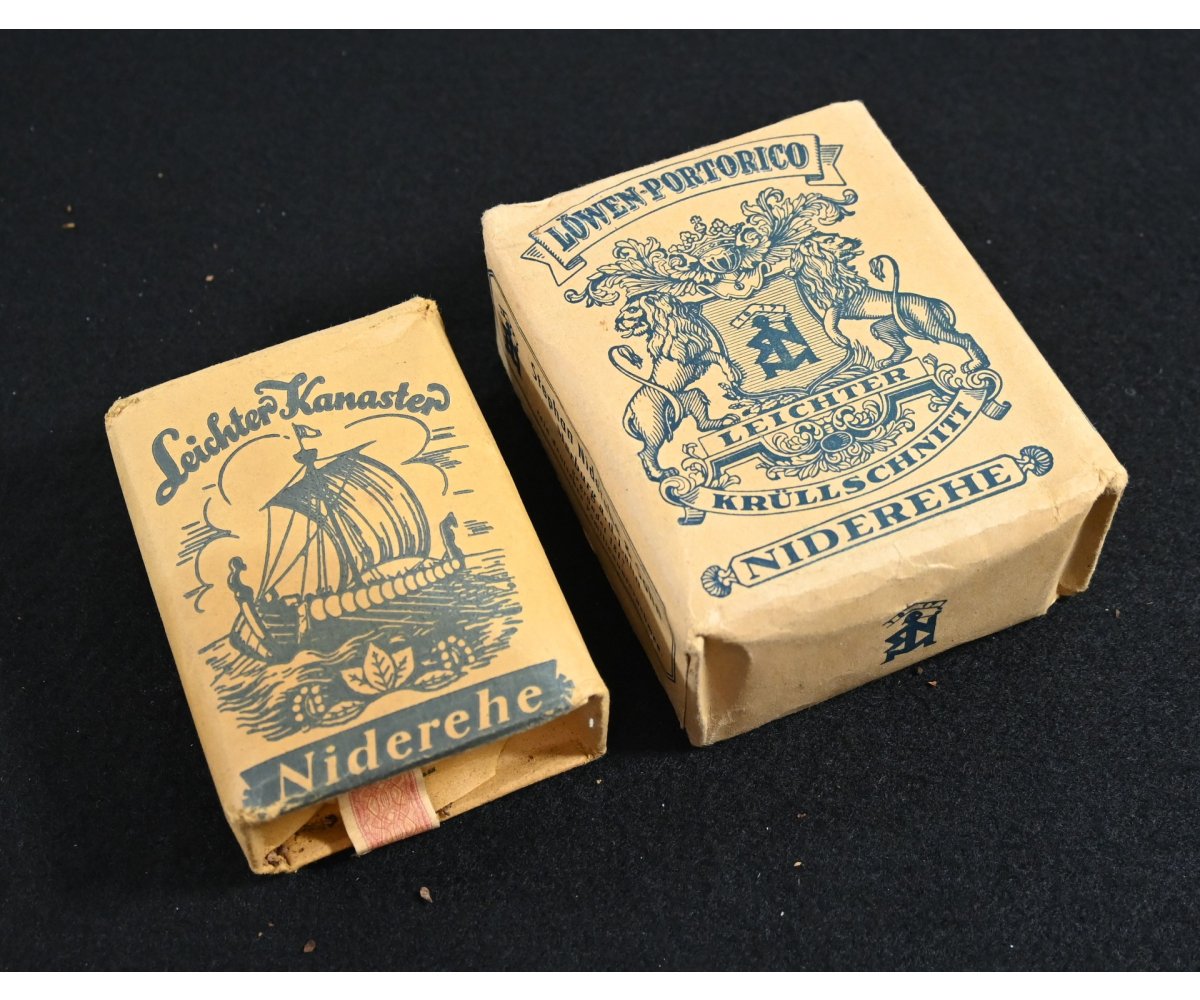 Leichter Kanaster
Niderehe
LÖWEN-PORTORICO
LEICHTER
KRÜLLSCHNITT
NIDEREHE